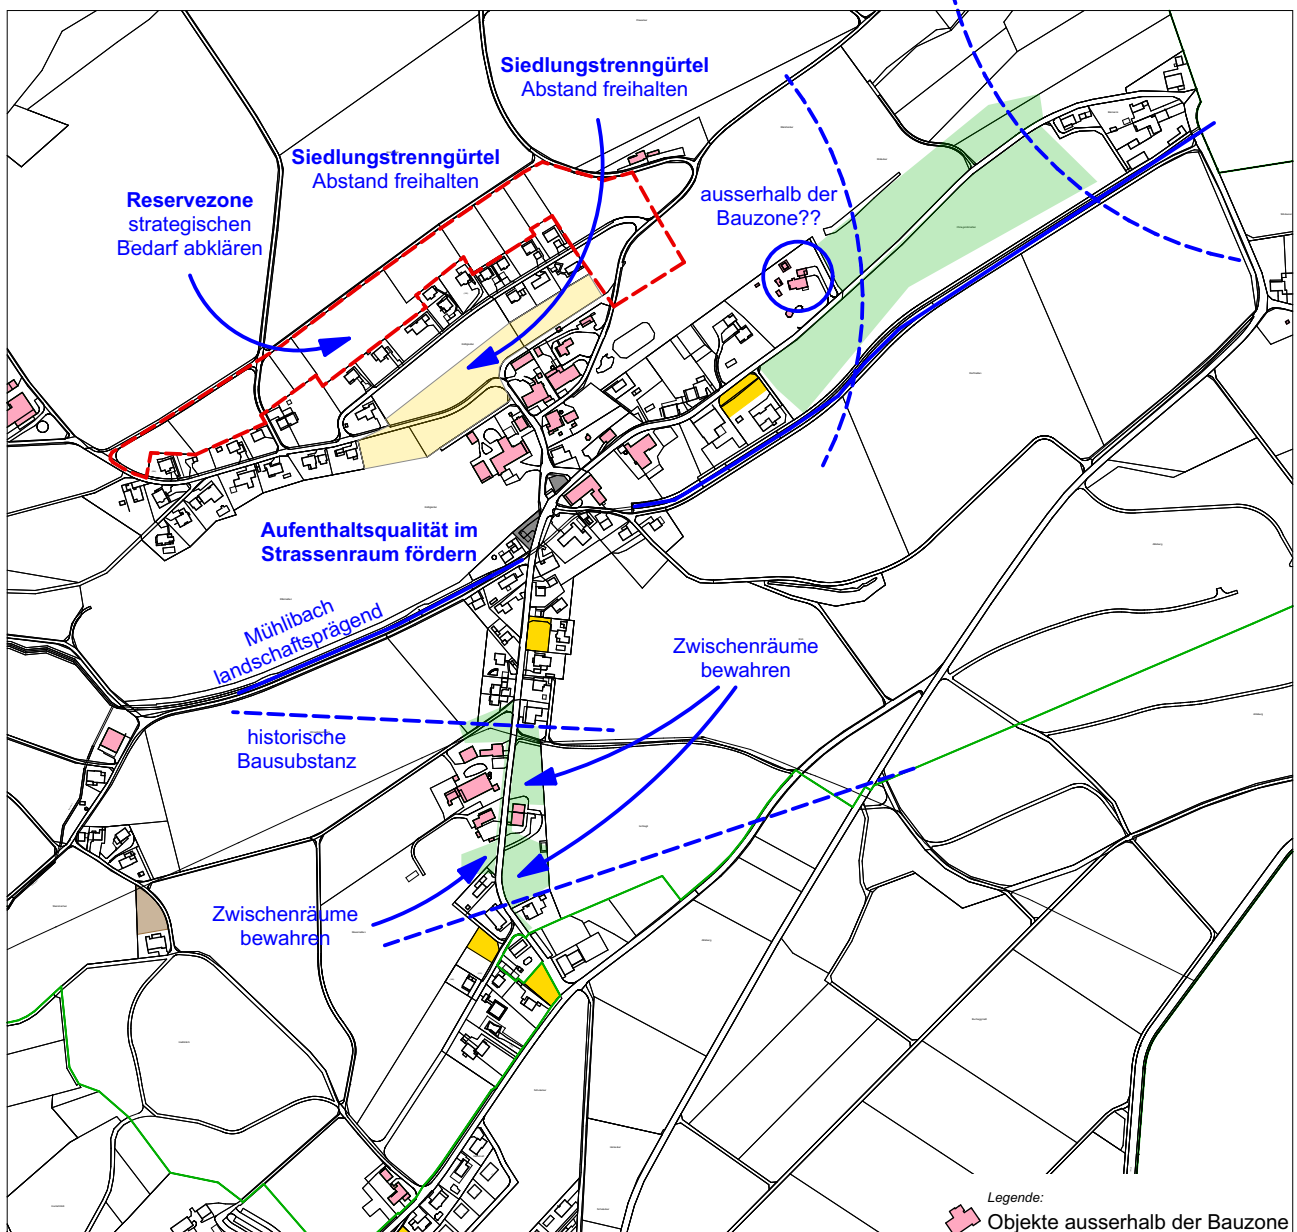 Siedlungstrenngürtel
Abstand freihalten
Siedlungstrenngürtel
Abstand freihalten
Reservezone
strategischen
Bedarf abklären
ausserhalb der
Bauzone??
Aufenthaltsqualität im
Strassenraum fördern
Mühlibach
landschaftsprägend
Zwischenräume
bewahren
historische
Bausubstanz
Zwischenräume
bewahren
Legende:
Objekte ausserhalb der Bauzone